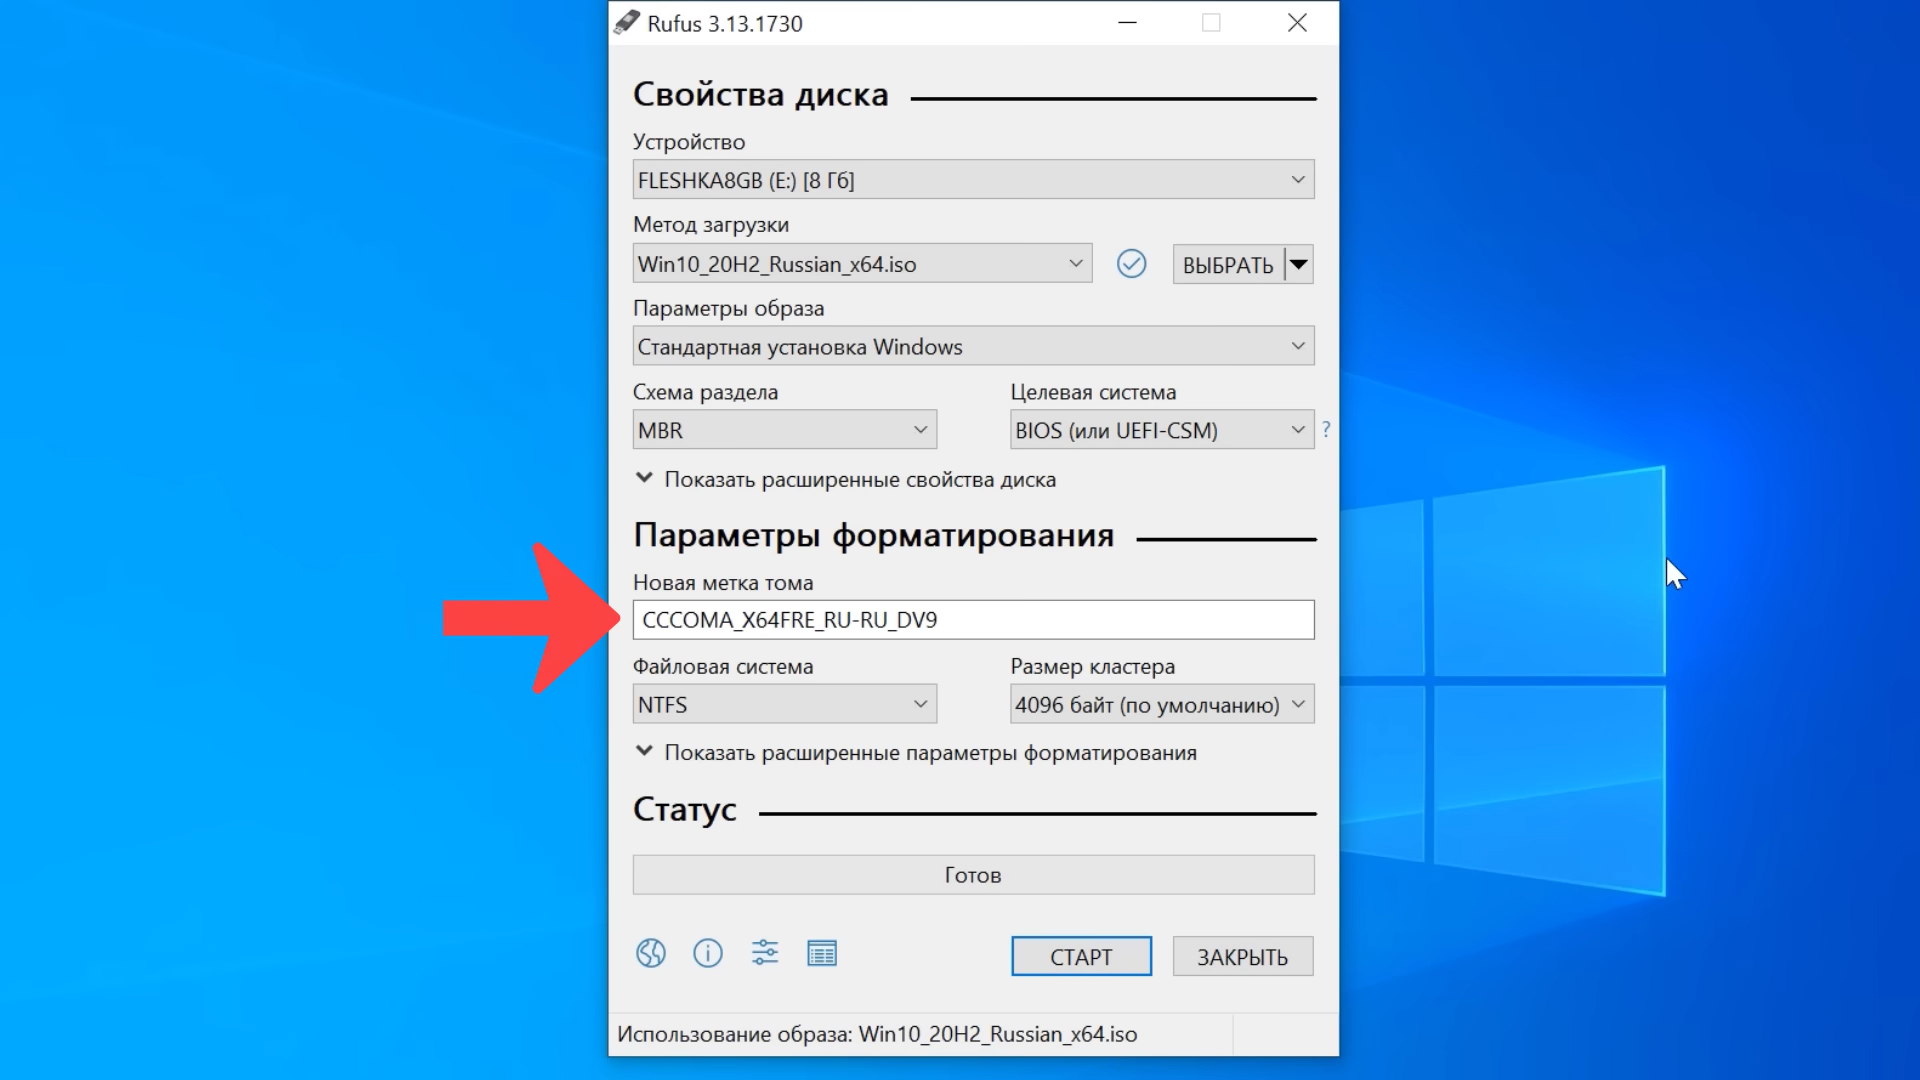 Rufus 3.13.1730
Свойства диска
Устройство
FLESHKA8GB (E:) [8 Гб]
Метод загрузки
Win10_20H2_Russian_x64.iso
ВЫБРАТЬ
Параметры образа
Стандартная установка Windows
Схема раздела
Целевая система
MBR
BIOS (или UEFI-CSM)
?
Показать расширенные свойства диска
Параметры форматирования
Новая метка тома
CCCOMA_X64FRE_RU-RU_DV9
Файловая система
Размер кластера
NTFS
4096 байт (по умолчанию)
Показать расширенные параметры форматирования
Статус
Готов
СТАРТ
ЗАКРЫТЬ
Использование образа: Win10_20H2_Russian_x64.iso